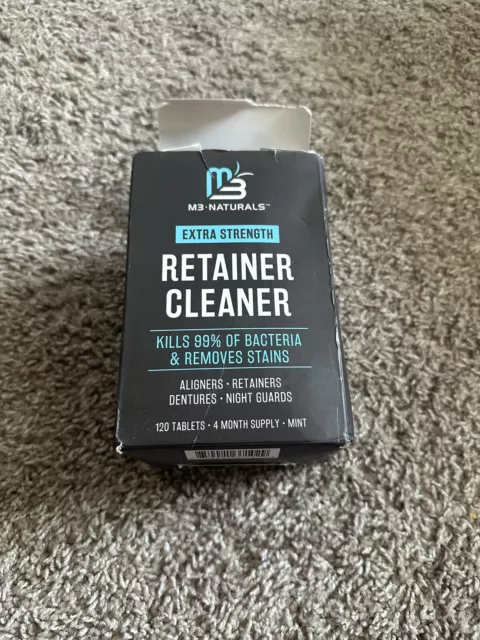 M3
M3·NATURALS™
EXTRA STRENGTH
RETAINER
CLEANER
KILLS 99% OF BACTERIA
& REMOVES STAINS
ALIGNERS · RETAINERS
DENTURES · NIGHT GUARDS
120 TABLETS · 4 MONTH SUPPLY · MINT